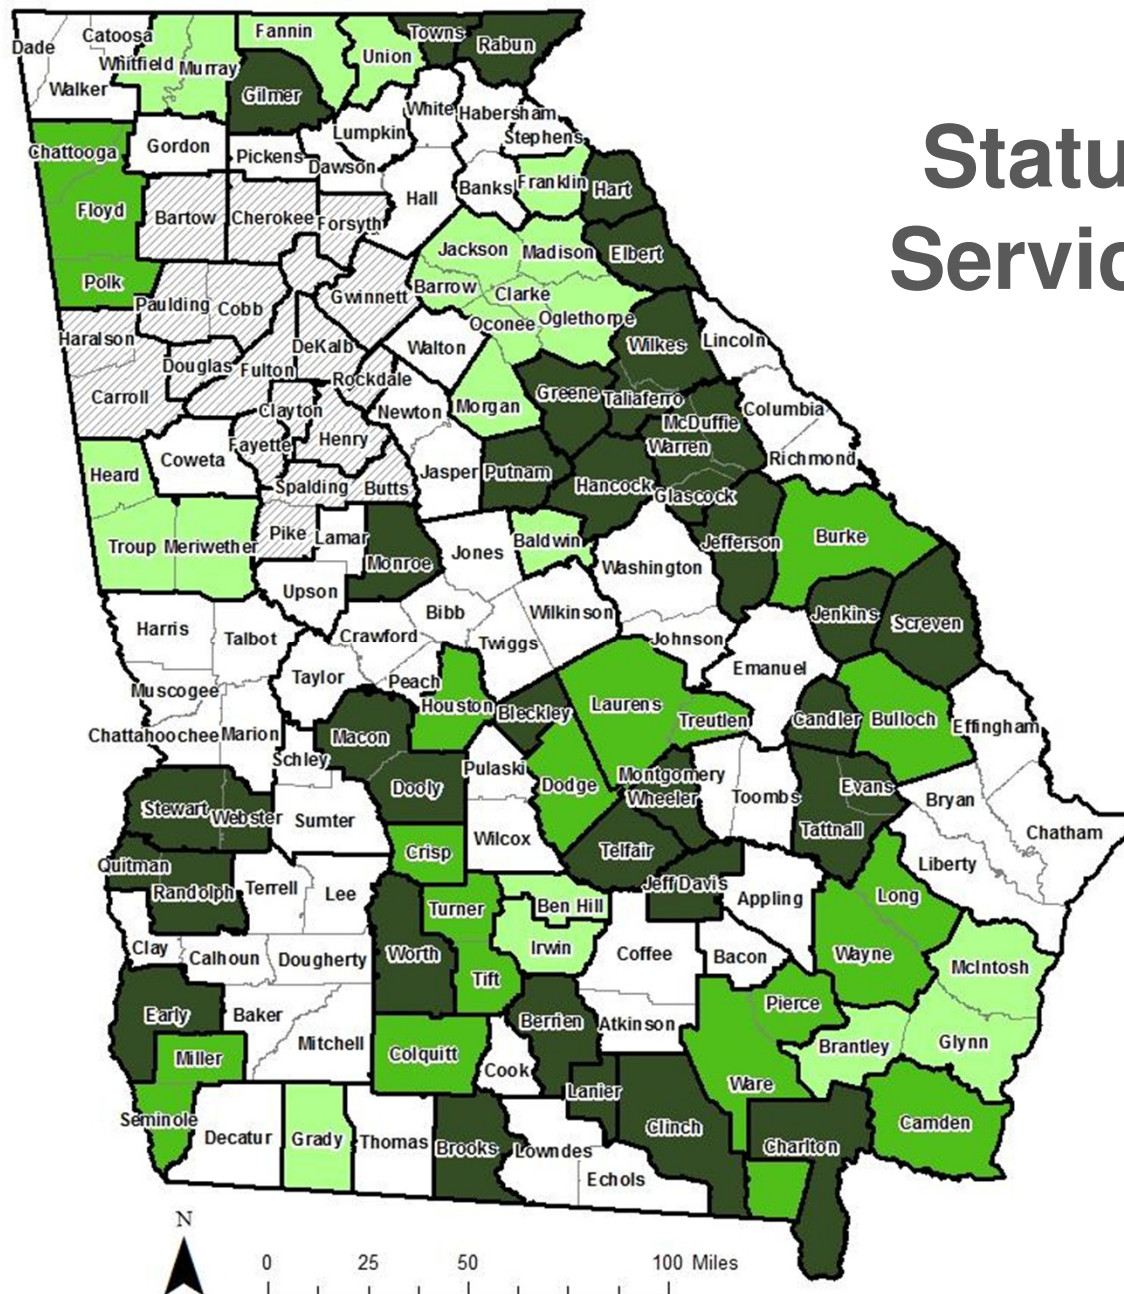 Statu
Servic
Dade
Catoosa
Whitfield
Murray
Fannin
Union
Towns
Rabun
Walker
Gilmer
White
Habersham
Chattooga
Gordon
Lumpkin
Stephens
Pickens
Dawson
Floyd
Bartow
Cherokee
Forsyth
Hall
Banks
Franklin
Hart
Polk
Jackson
Madison
Elbert
Paulding
Cobb
Gwinnett
Barrow
Clarke
Haralson
Oconee
Oglethorpe
Douglas
Fulton
DeKalb
Walton
Wilkes
Lincoln
Carroll
Clayton
Rockdale
Newton
Morgan
Greene
Taliaferro
McDuffie
Columbia
Fayette
Henry
Warren
Richmond
Heard
Coweta
Spalding
Butts
Jasper
Putnam
Hancock
Glascock
Troup
Meriwether
Pike
Lamar
Monroe
Jones
Baldwin
Washington
Jefferson
Burke
Upson
Bibb
Wilkinson
Jenkins
Screven
Harris
Talbot
Crawford
Twiggs
Johnson
Emanuel
Muscogee
Taylor
Peach
Houston
Bleckley
Laurens
Treutlen
Candler
Bulloch
Effingham
Chattahoochee
Marion
Macon
Schley
Pulaski
Dodge
Montgomery
Wheeler
Toombs
Evans
Bryan
Stewart
Webster
Sumter
Dooly
Tattnall
Chatham
Quitman
Crisp
Wilcox
Telfair
Liberty
Randolph
Terrell
Lee
Turner
Ben Hill
Jeff Davis
Appling
Long
Clay
Calhoun
Dougherty
Worth
Irwin
Coffee
Bacon
Wayne
McIntosh
Tift
Early
Baker
Mitchell
Berrien
Atkinson
Pierce
Miller
Colquitt
Cook
Brantley
Glynn
Lanier
Ware
Seminole
Decatur
Grady
Thomas
Brooks
Lowndes
Clinch
Charlton
Camden
Echols
N
0 25 50 100 Miles